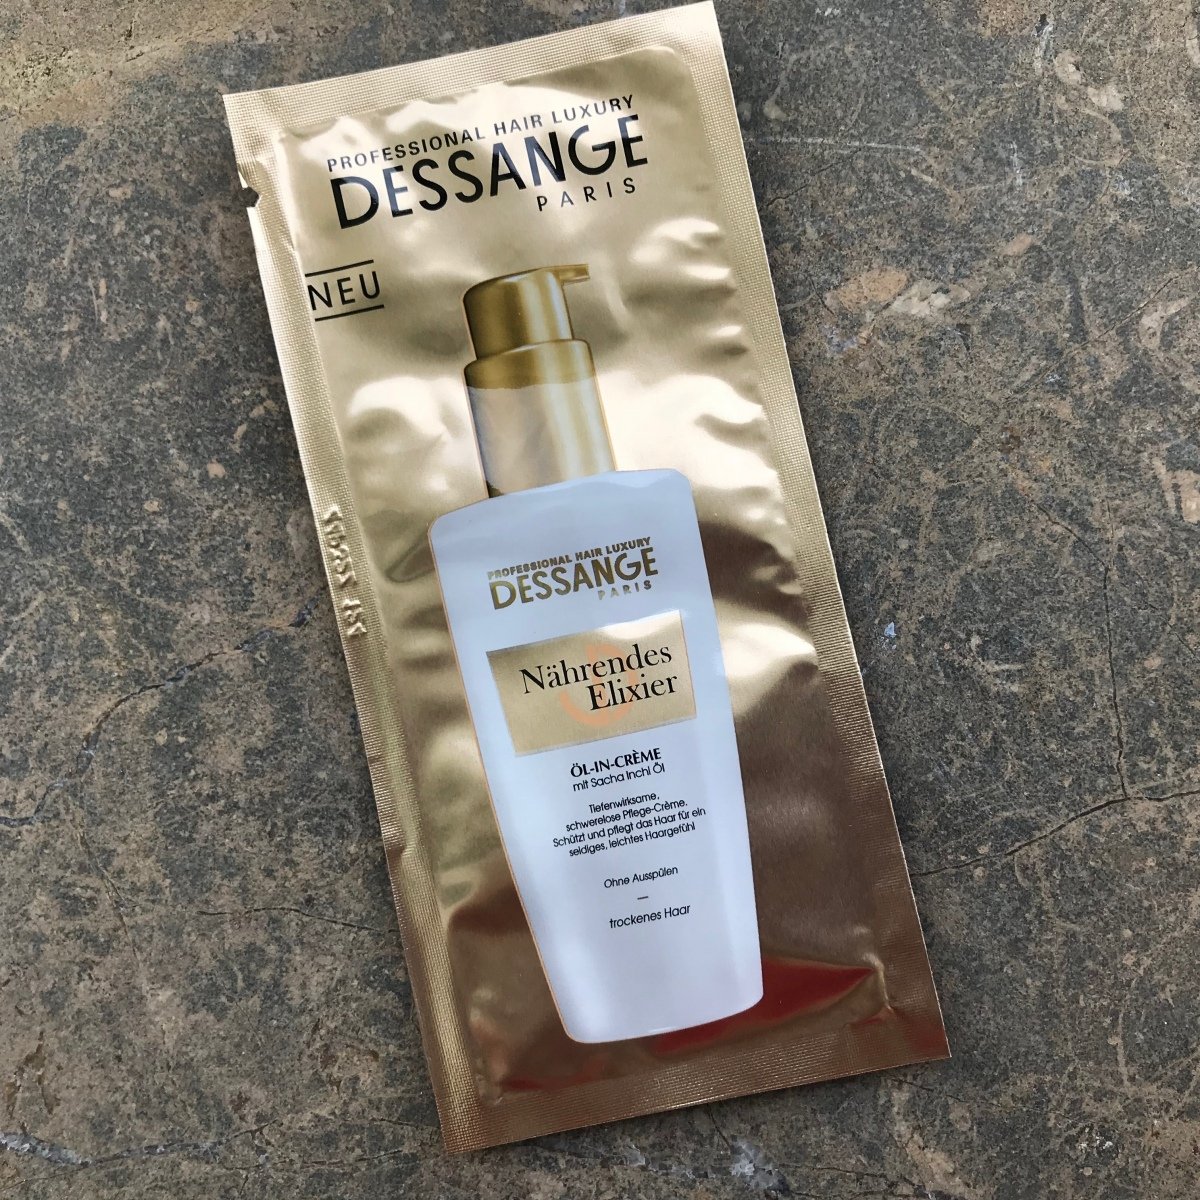 PROFESSIONAL HAIR LUXURY
DESSANGE
PARIS
NEU
PROFESSIONAL HAIR LUXURY
DESSANGE
PARIS
Nährendes
Elixier
ÖL-IN-CRÈME
mit Sacha Inchi Öl
Tiefenwirksame,
schwerelose Pflege-Crème.
Schützt und pflegt das Haar für ein
seidiges, leichtes Haargefühl
Ohne Ausspülen
—
trockenes Haar